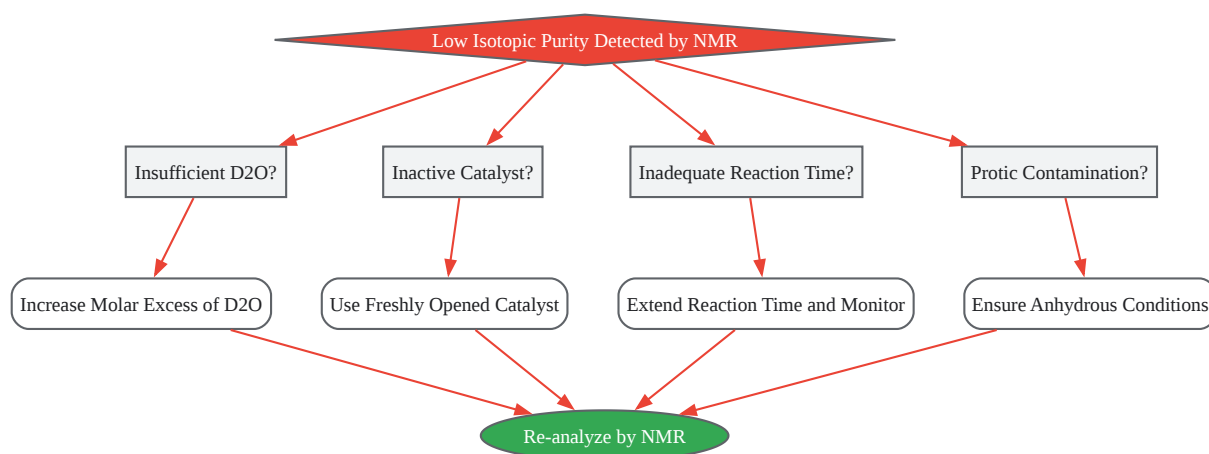 Low Isotopic Purity Detected by NMR
Insufficient D2O?
Inactive Catalyst?
Inadequate Reaction Time?
Protic Contamination?
Increase Molar Excess of D2O
Use Freshly Opened Catalyst
Extend Reaction Time and Monitor
Ensure Anhydrous Conditions
Re-analyze by NMR